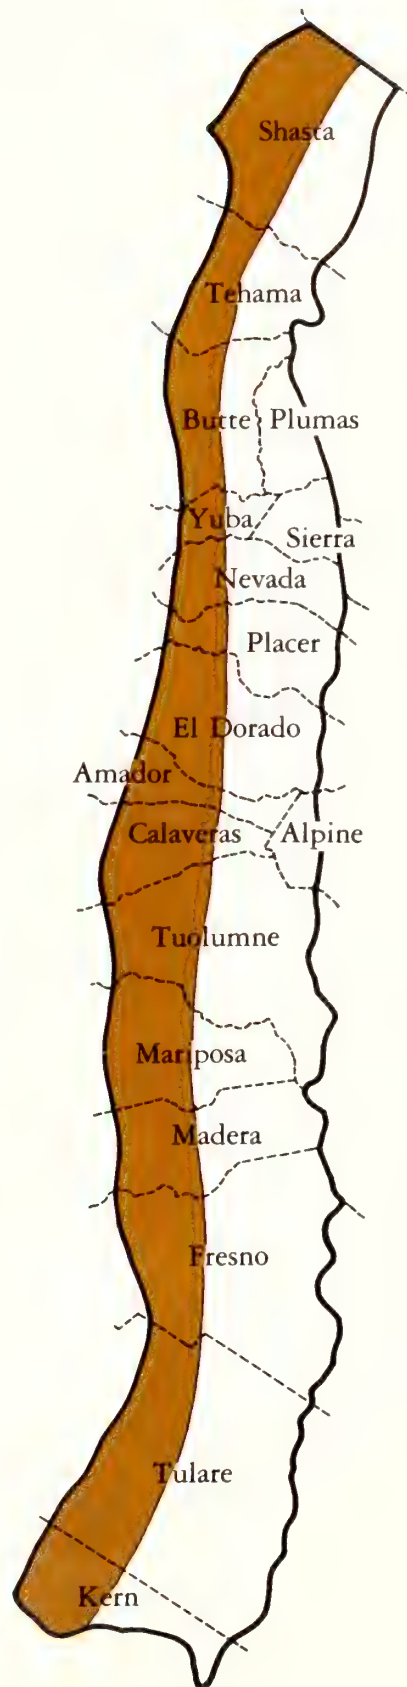 Shasta
Tehama
Butte
Plumas
Yuba
Sierra
Nevada
Placer
El Dorado
Amador
Calaveras
Alpine
Tuolumne
Mariposa
Madera
Fresno
Tulare
Kern